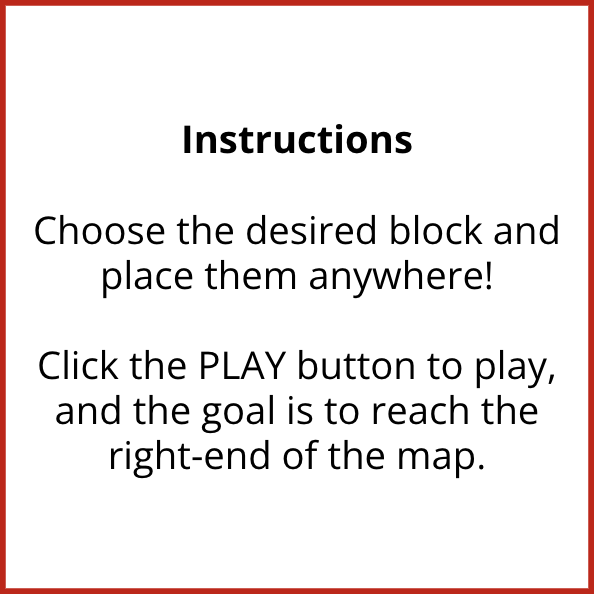 Instructions
Choose the desired block and
place them anywhere!
Click the PLAY button to play,
and the goal is to reach the
right-end of the map.